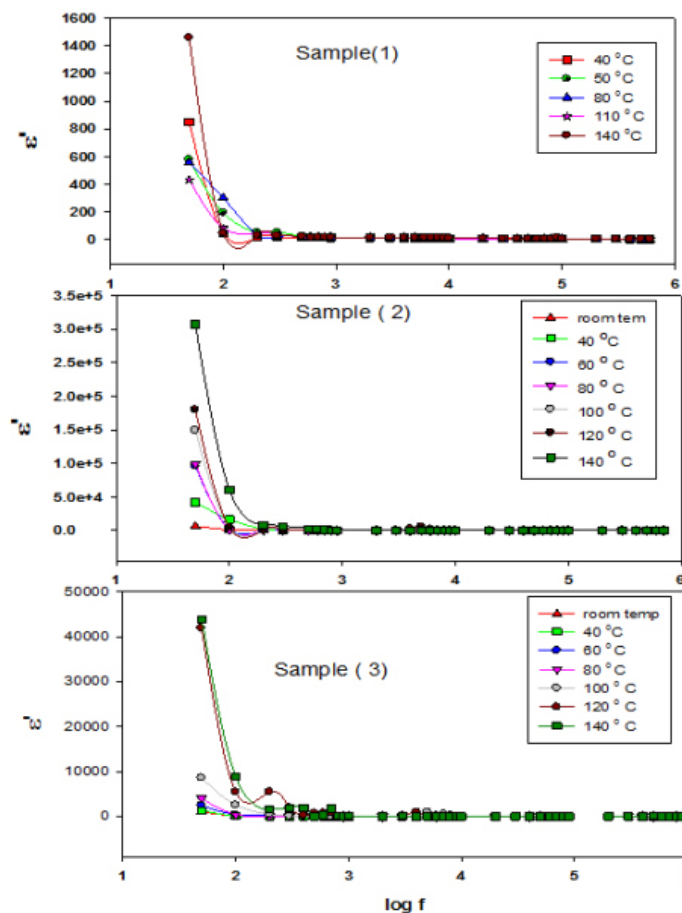 1600
1400
1200
1000
800
600
400
200
0
ε'
Sample(1)
40 °C
50 °C
80 °C
110 °C
140 °C
1 2 3 4 5 6
3.5e+5
3.0e+5
2.5e+5
2.0e+5
1.5e+5
1.0e+5
5.0e+4
0.0
ε'
Sample ( 2)
room tem
40 °C
60 °C
80 °C
100 °C
120 °C
140 °C
1 2 3 4 5 6
50000
40000
30000
20000
10000
0
ε'
Sample ( 3)
room temp
40 °C
60 °C
80 °C
100 °C
120 °C
140 °C
1 2 3 4 5
log f